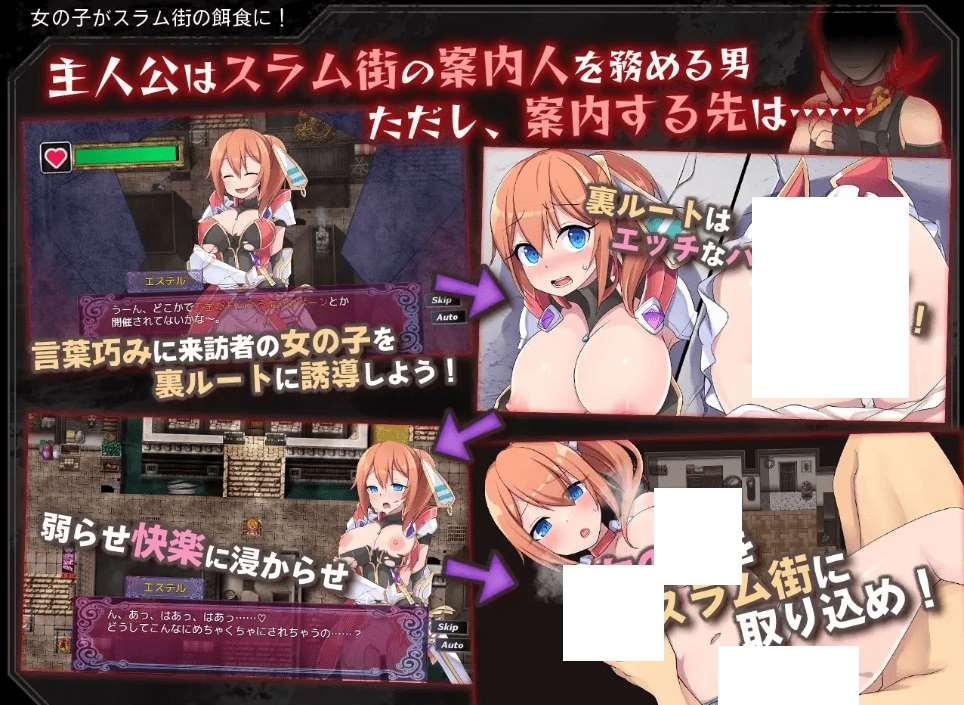 女の子がスラム街の餌食に！
主人公はスラム街の案内人を務める男
ただし、案内する先は……
エステル
うーん、どこかで
ーンとか
開催されてないかな～。
Skip
Auto
言葉巧みに来訪者の女の子を
裏ルートに誘導しよう！
裏ルートは
エッチな
！
弱らせ快楽に浸からせ
エステル
ん、あっ、はあっ、はあっ……♡
どうしてこんなにめちゃくちゃにされちゃうの……？
Skip
Auto
を
スラム街に
取り込め！